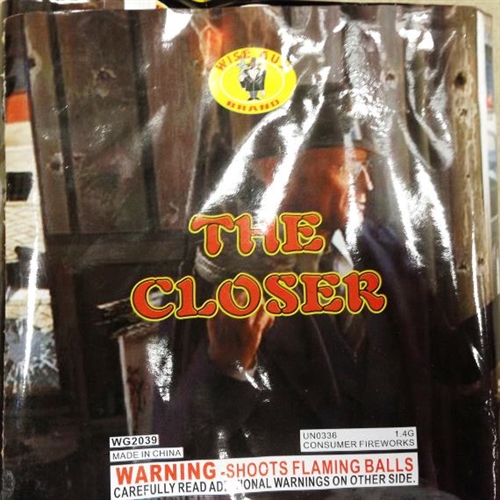 WISE GUY
BRAND
THE
CLOSER
WG2039
MADE IN CHINA
UN0336 1.4G
CONSUMER FIREWORKS
WARNING-SHOOTS FLAMING BALLS
CAREFULLY READ ADDITIONAL WARNINGS ON OTHER SIDE.